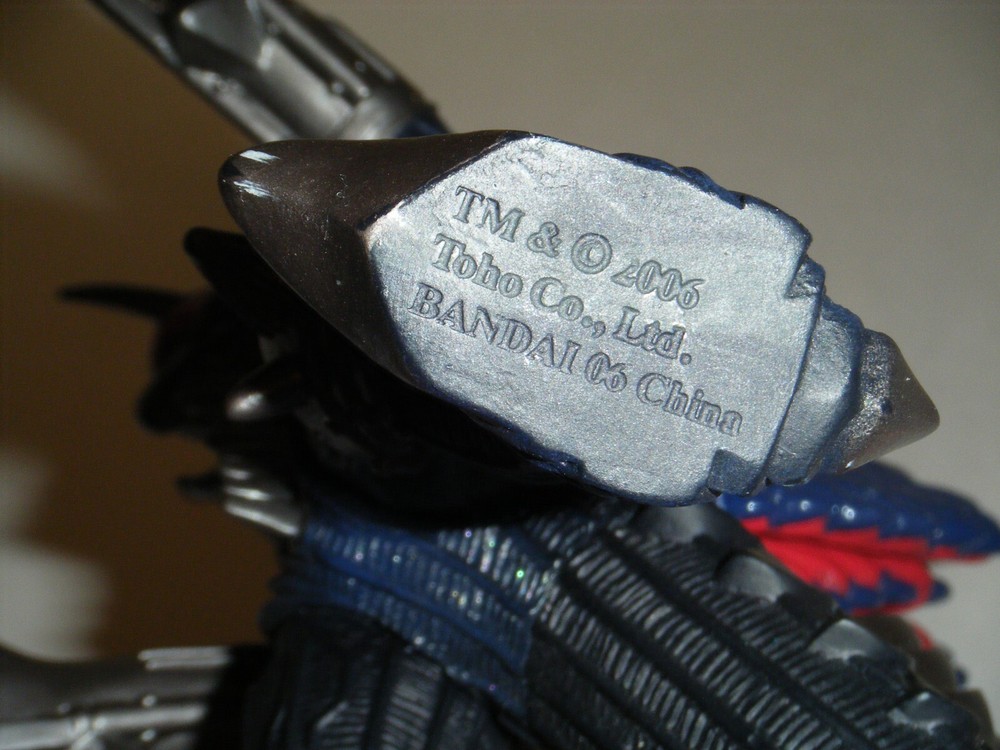 TM & © 2006
Toho Co., Ltd.
BANDAI 06 China